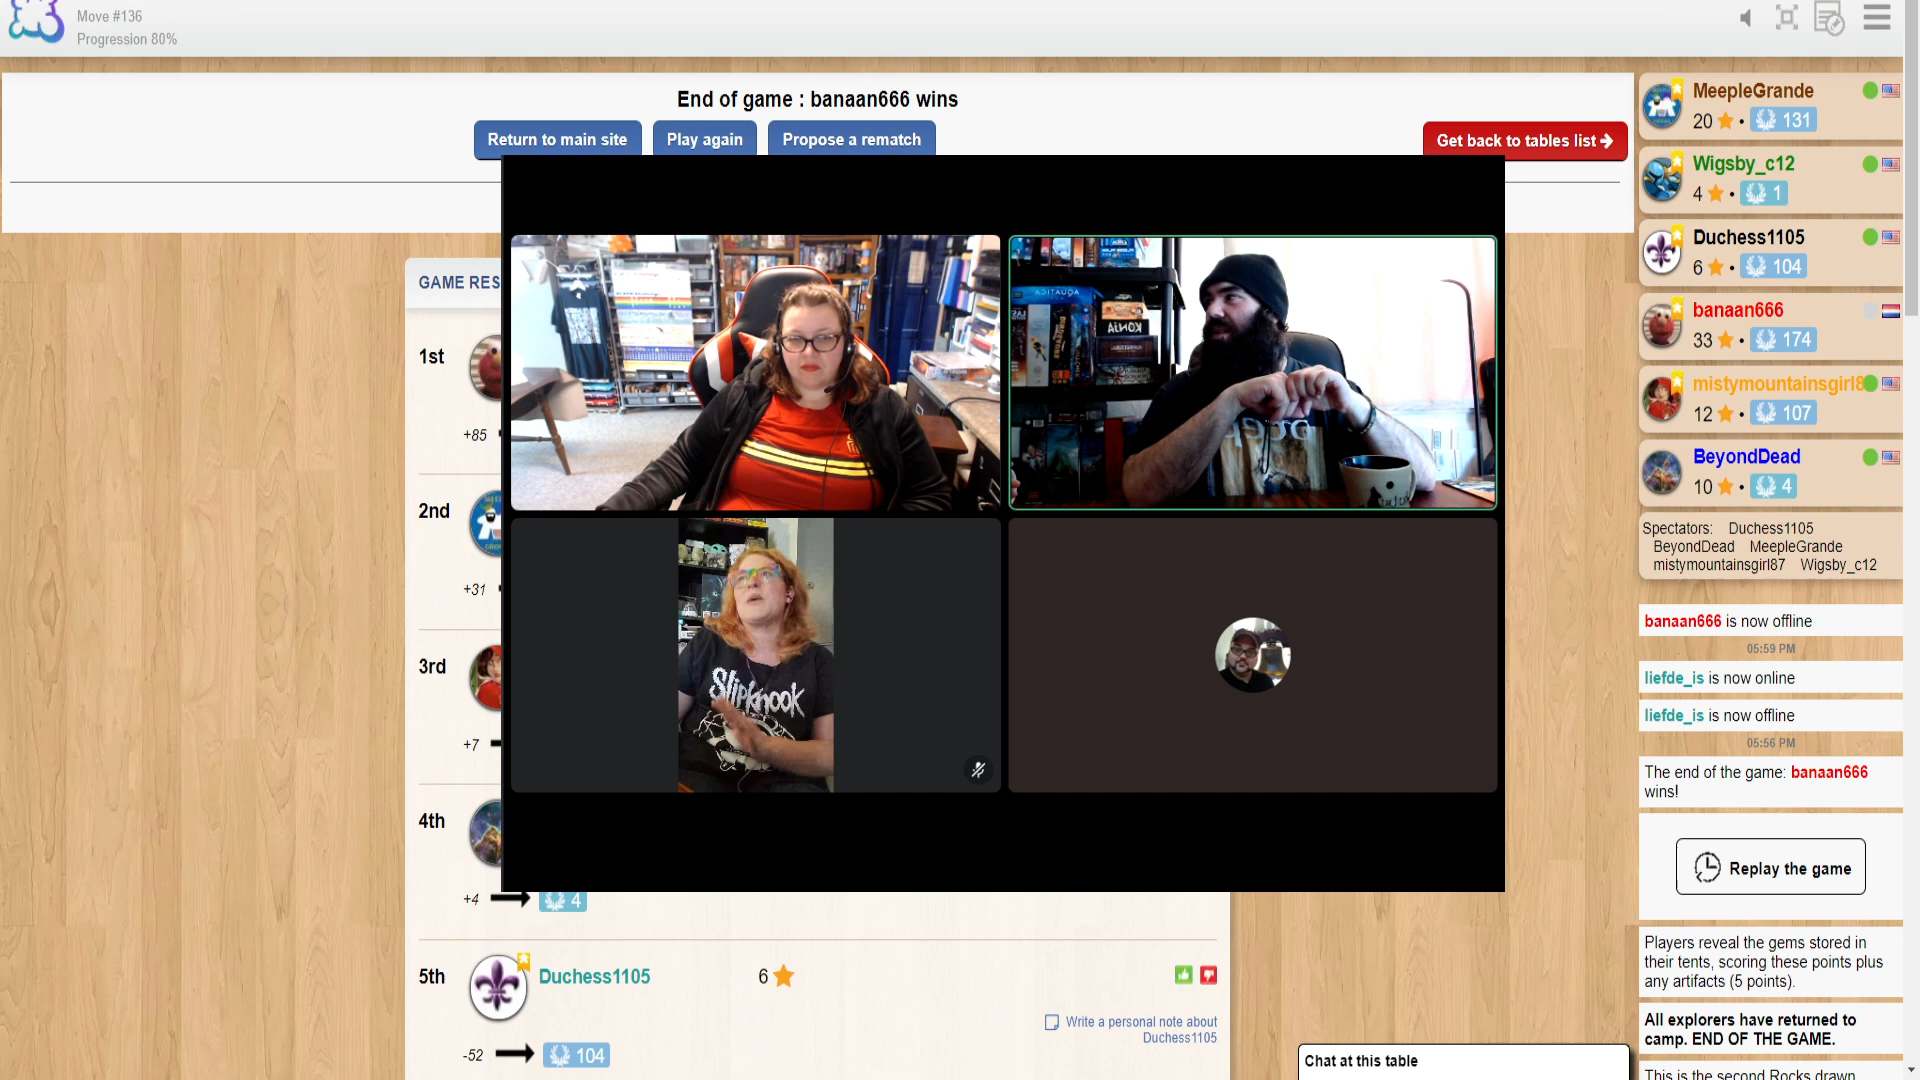 Move #136
Progression 80%
End of game : banaan666 wins
Return to main site
Play again
Propose a rematch
Get back to tables list
GAME RES
1st
+85
2nd
+31
3rd
+7
4th
+4
4
5th
Duchess1105
6
Write a personal note about
Duchess1105
-52
104
AQUATICA
KONJA
Slipknot
MeepleGrande
20 • 131
Wigsby_c12
4 • 1
Duchess1105
6 • 104
banaan666
33 • 174
mistymountainsgirl8
12 • 107
BeyondDead
10 • 4
Spectators: Duchess1105
BeyondDead MeepleGrande
mistymountainsgirl87 Wigsby_c12
banaan666 is now offline
05:59 PM
liefde_is is now online
liefde_is is now offline
05:56 PM
The end of the game: banaan666
wins!
Replay the game
Players reveal the gems stored in
their tents, scoring these points plus
any artifacts (5 points).
All explorers have returned to
camp. END OF THE GAME.
This is the second Rocks drawn
Chat at this table